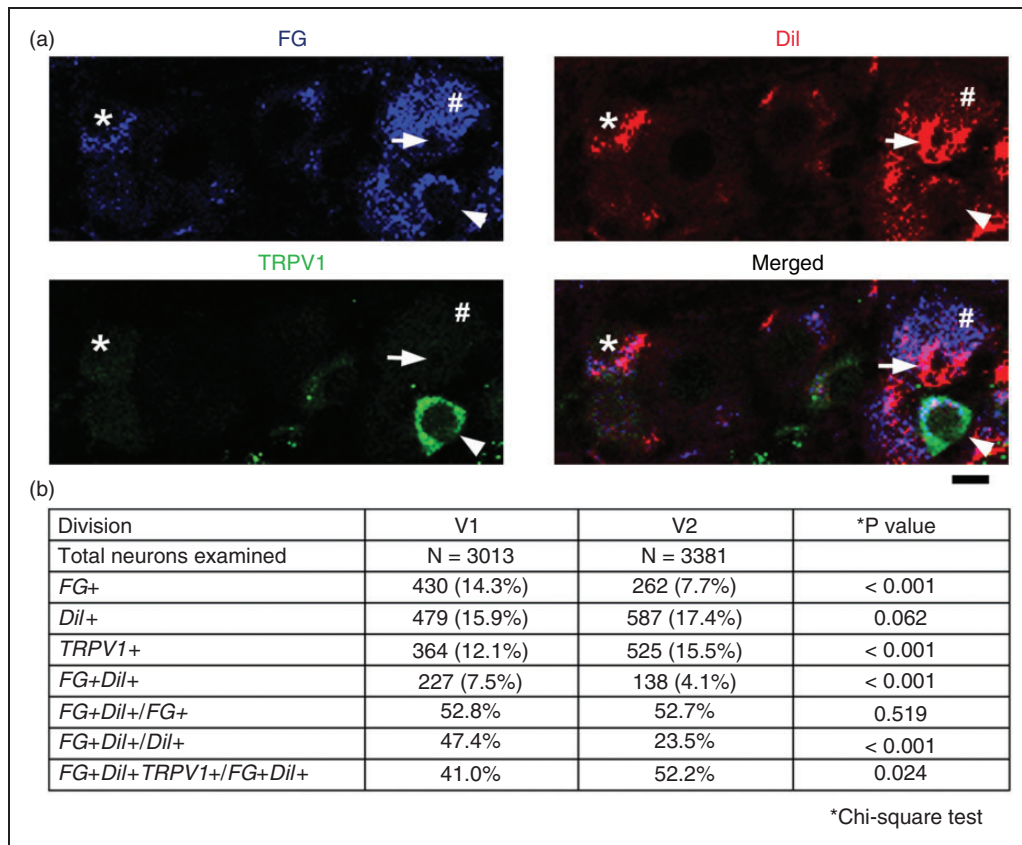 (a)
FG
DiI
* #
* #
TRPV1
Merged
* #
* #
(b)
Division V1 V2 *P value
Total neurons examined N = 3013 N = 3381
FG+ 430 (14.3%) 262 (7.7%) < 0.001
DiI+ 479 (15.9%) 587 (17.4%) 0.062
TRPV1+ 364 (12.1%) 525 (15.5%) < 0.001
FG+DiI+ 227 (7.5%) 138 (4.1%) < 0.001
FG+DiI+/FG+ 52.8% 52.7% 0.519
FG+DiI+/DiI+ 47.4% 23.5% < 0.001
FG+DiI+TRPV1+/FG+DiI+ 41.0% 52.2% 0.024
*Chi-square test